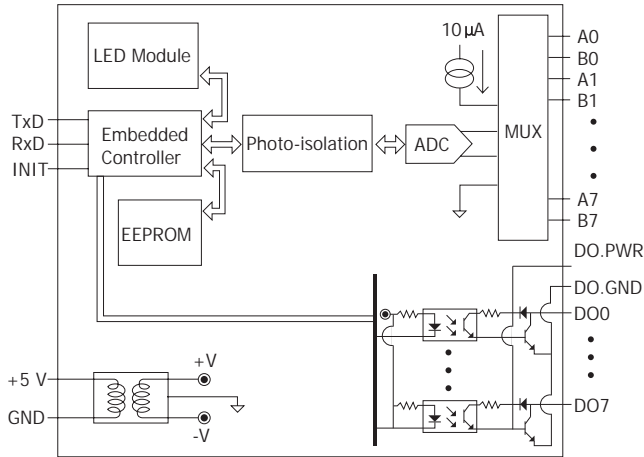 LED Module
10 µA
A0
B0
A1
B1
TxD
RxD
INIT
Embedded
Controller
Photo-isolation
ADC
MUX
EEPROM
A7
B7
DO.PWR
DO.GND
DO0
+5 V
+V
GND
-V
DO7